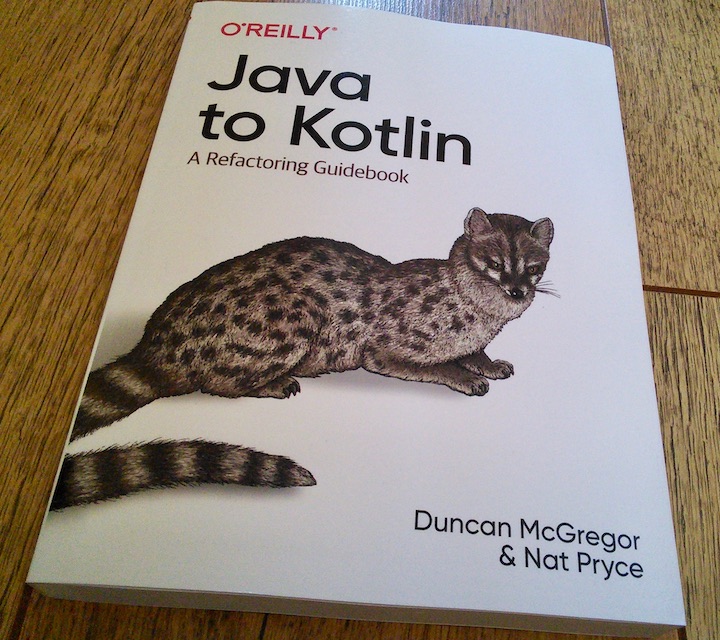 O'REILLY®
Java
to Kotlin
A Refactoring Guidebook
Duncan McGregor
& Nat Pryce